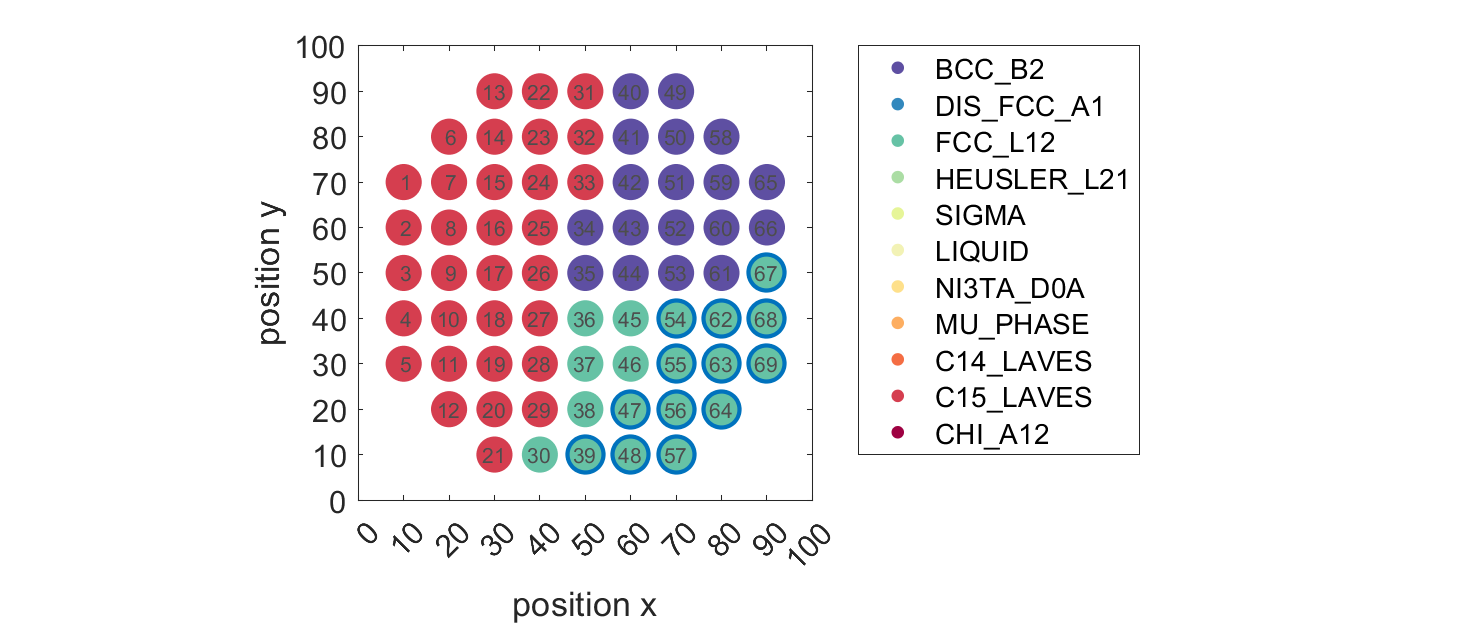 100
90
80
70
60
50
40
30
20
10
0
position y
13 22 31 40 49
6 14 23 32 41 50 58
1 7 15 24 33 42 51 59 65
2 8 16 25 34 43 52 60 66
3 9 17 26 35 44 53 61 67
4 10 18 27 36 45 54 62 68
5 11 19 28 37 46 55 63 69
12 20 29 38 47 56 64
21 30 39 48 57
0 10 20 30 40 50 60 70 80 90 100
position x
BCC_B2
DIS_FCC_A1
FCC_L12
HEUSLER_L21
SIGMA
LIQUID
NI3TA_D0A
MU_PHASE
C14_LAVES
C15_LAVES
CHI_A12